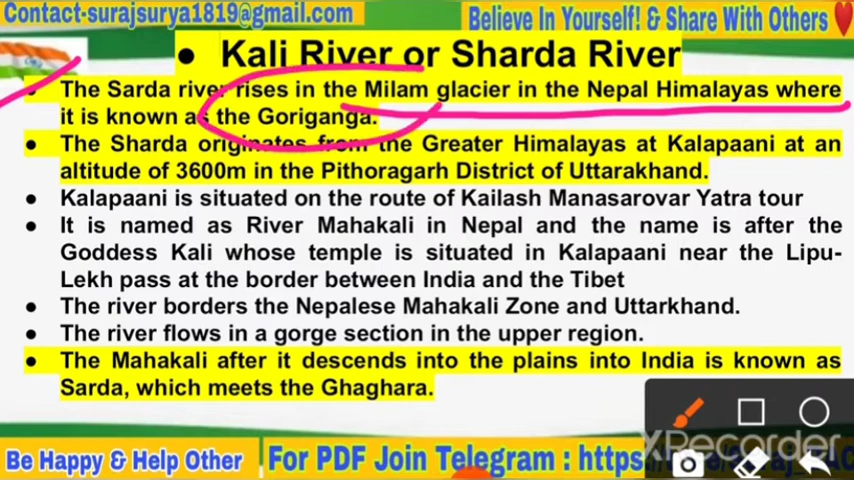 Contact-surajsurya1819@gmail.com
Believe In Yourself! & Share With Others
● Kali River or Sharda River
● The Sarda river rises in the Milam glacier in the Nepal Himalayas where
it is known as the Goriganga.
● The Sharda originates from the Greater Himalayas at Kalapaani at an
altitude of 3600m in the Pithoragarh District of Uttarakhand.
● Kalapaani is situated on the route of Kailash Manasarovar Yatra tour
● It is named as River Mahakali in Nepal and the name is after the
Goddess Kali whose temple is situated in Kalapaani near the Lipu-
Lekh pass at the border between India and the Tibet
● The river borders the Nepalese Mahakali Zone and Uttarkhand.
● The river flows in a gorge section in the upper region.
● The Mahakali after it descends into the plains into India is known as
Sarda, which meets the Ghaghara.
XRecorder
Be Happy & Help Other
For PDF Join Telegram : https